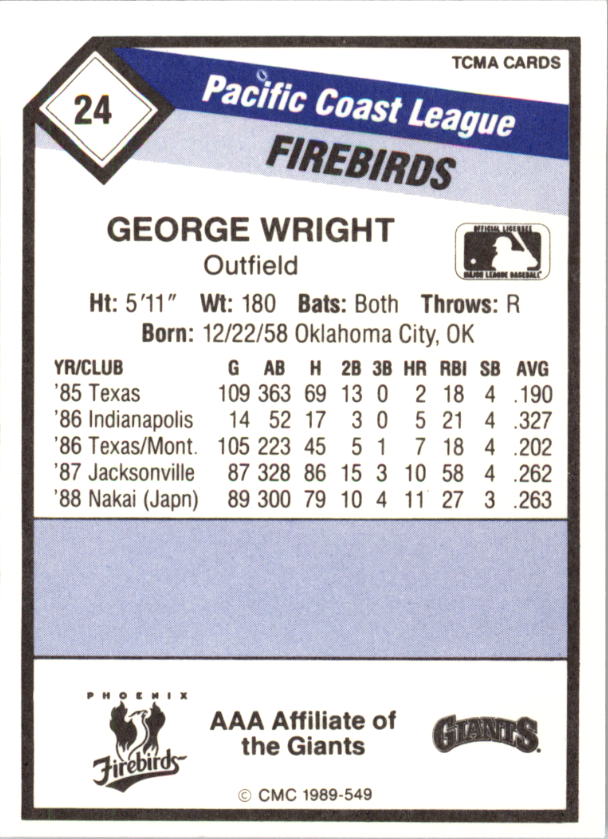 TCMA CARDS
24
Pacific Coast League
FIREBIRDS
GEORGE WRIGHT
Outfield
OFFICIAL LICENSEE
MAJOR LEAGUE BASEBALL
Ht: 5'11" Wt: 180 Bats: Both Throws: R
Born: 12/22/58 Oklahoma City, OK
YR/CLUB G AB H 2B 3B HR RBI SB AVG
'85 Texas 109 363 69 13 0 2 18 4 .190
'86 Indianapolis 14 52 17 3 0 5 21 4 .327
'86 Texas/Mont. 105 223 45 5 1 7 18 4 .202
'87 Jacksonville 87 328 86 15 3 10 58 4 .262
'88 Nakai (Japn) 89 300 79 10 4 11 27 3 .263
PHOENIX
Firebirds
AAA Affiliate of
the Giants
GIANTS
© CMC 1989-549